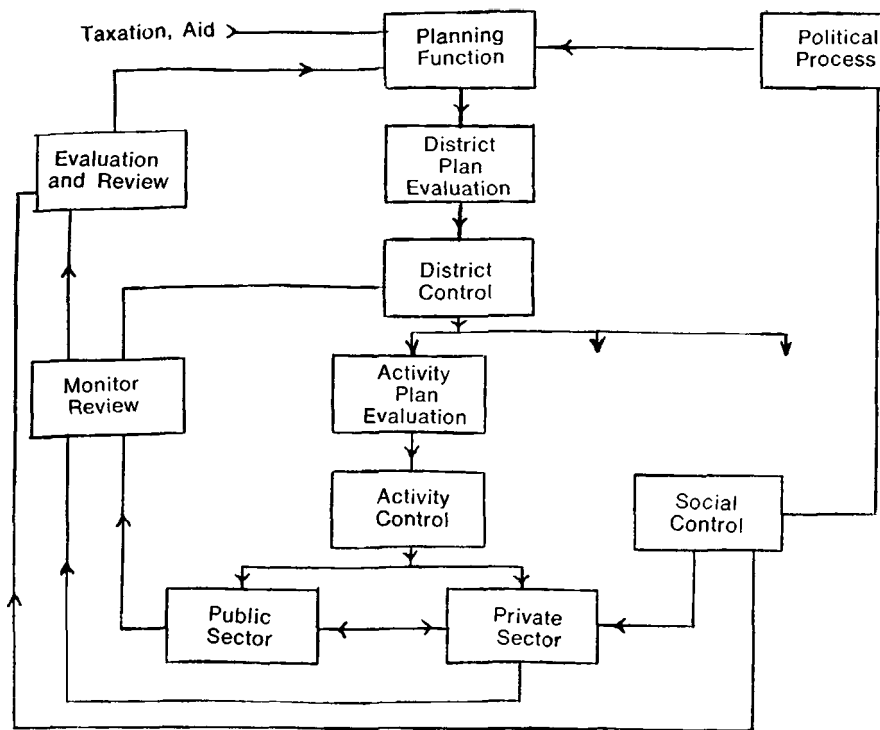 Taxation, Aid
Planning
Function
Political
Process
Evaluation
and Review
District
Plan
Evaluation
District
Control
Monitor
Review
Activity
Plan
Evaluation
Activity
Control
Social
Control
Public
Sector
Private
Sector